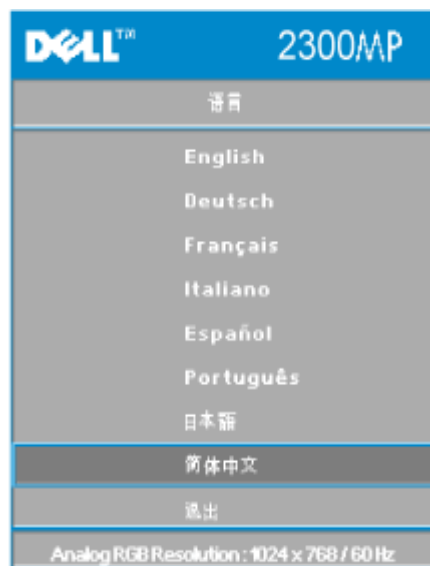 DELL™ 2300MP
语言
English
Deutsch
Français
Italiano
Español
Português
日本語
简体中文
退出
Analog RGB Resolution : 1024 x 768 / 60 Hz